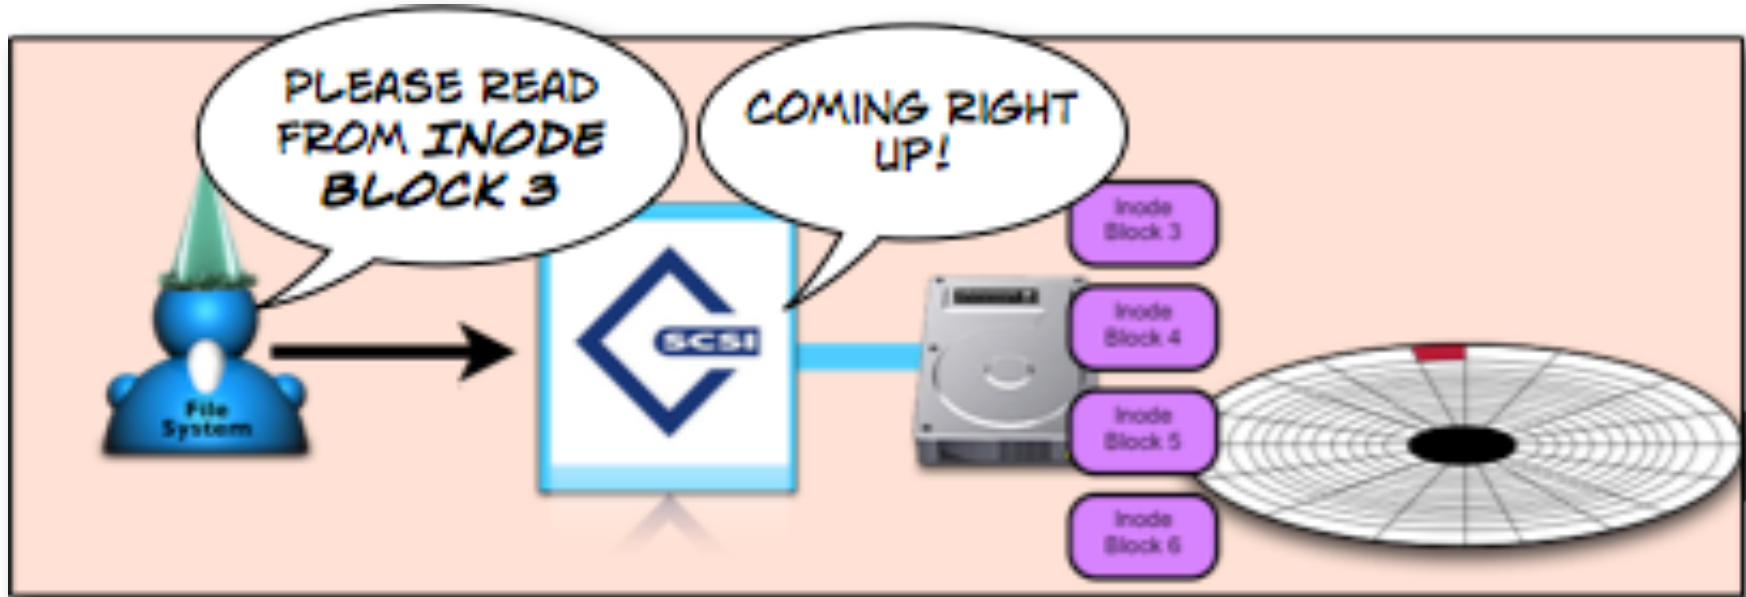 PLEASE READ
FROM INODE
BLOCK 3
COMING RIGHT
UP!
Inode
Block 3
SCSI
Inode
Block 4
File
System
Inode
Block 5
Inode
Block 6